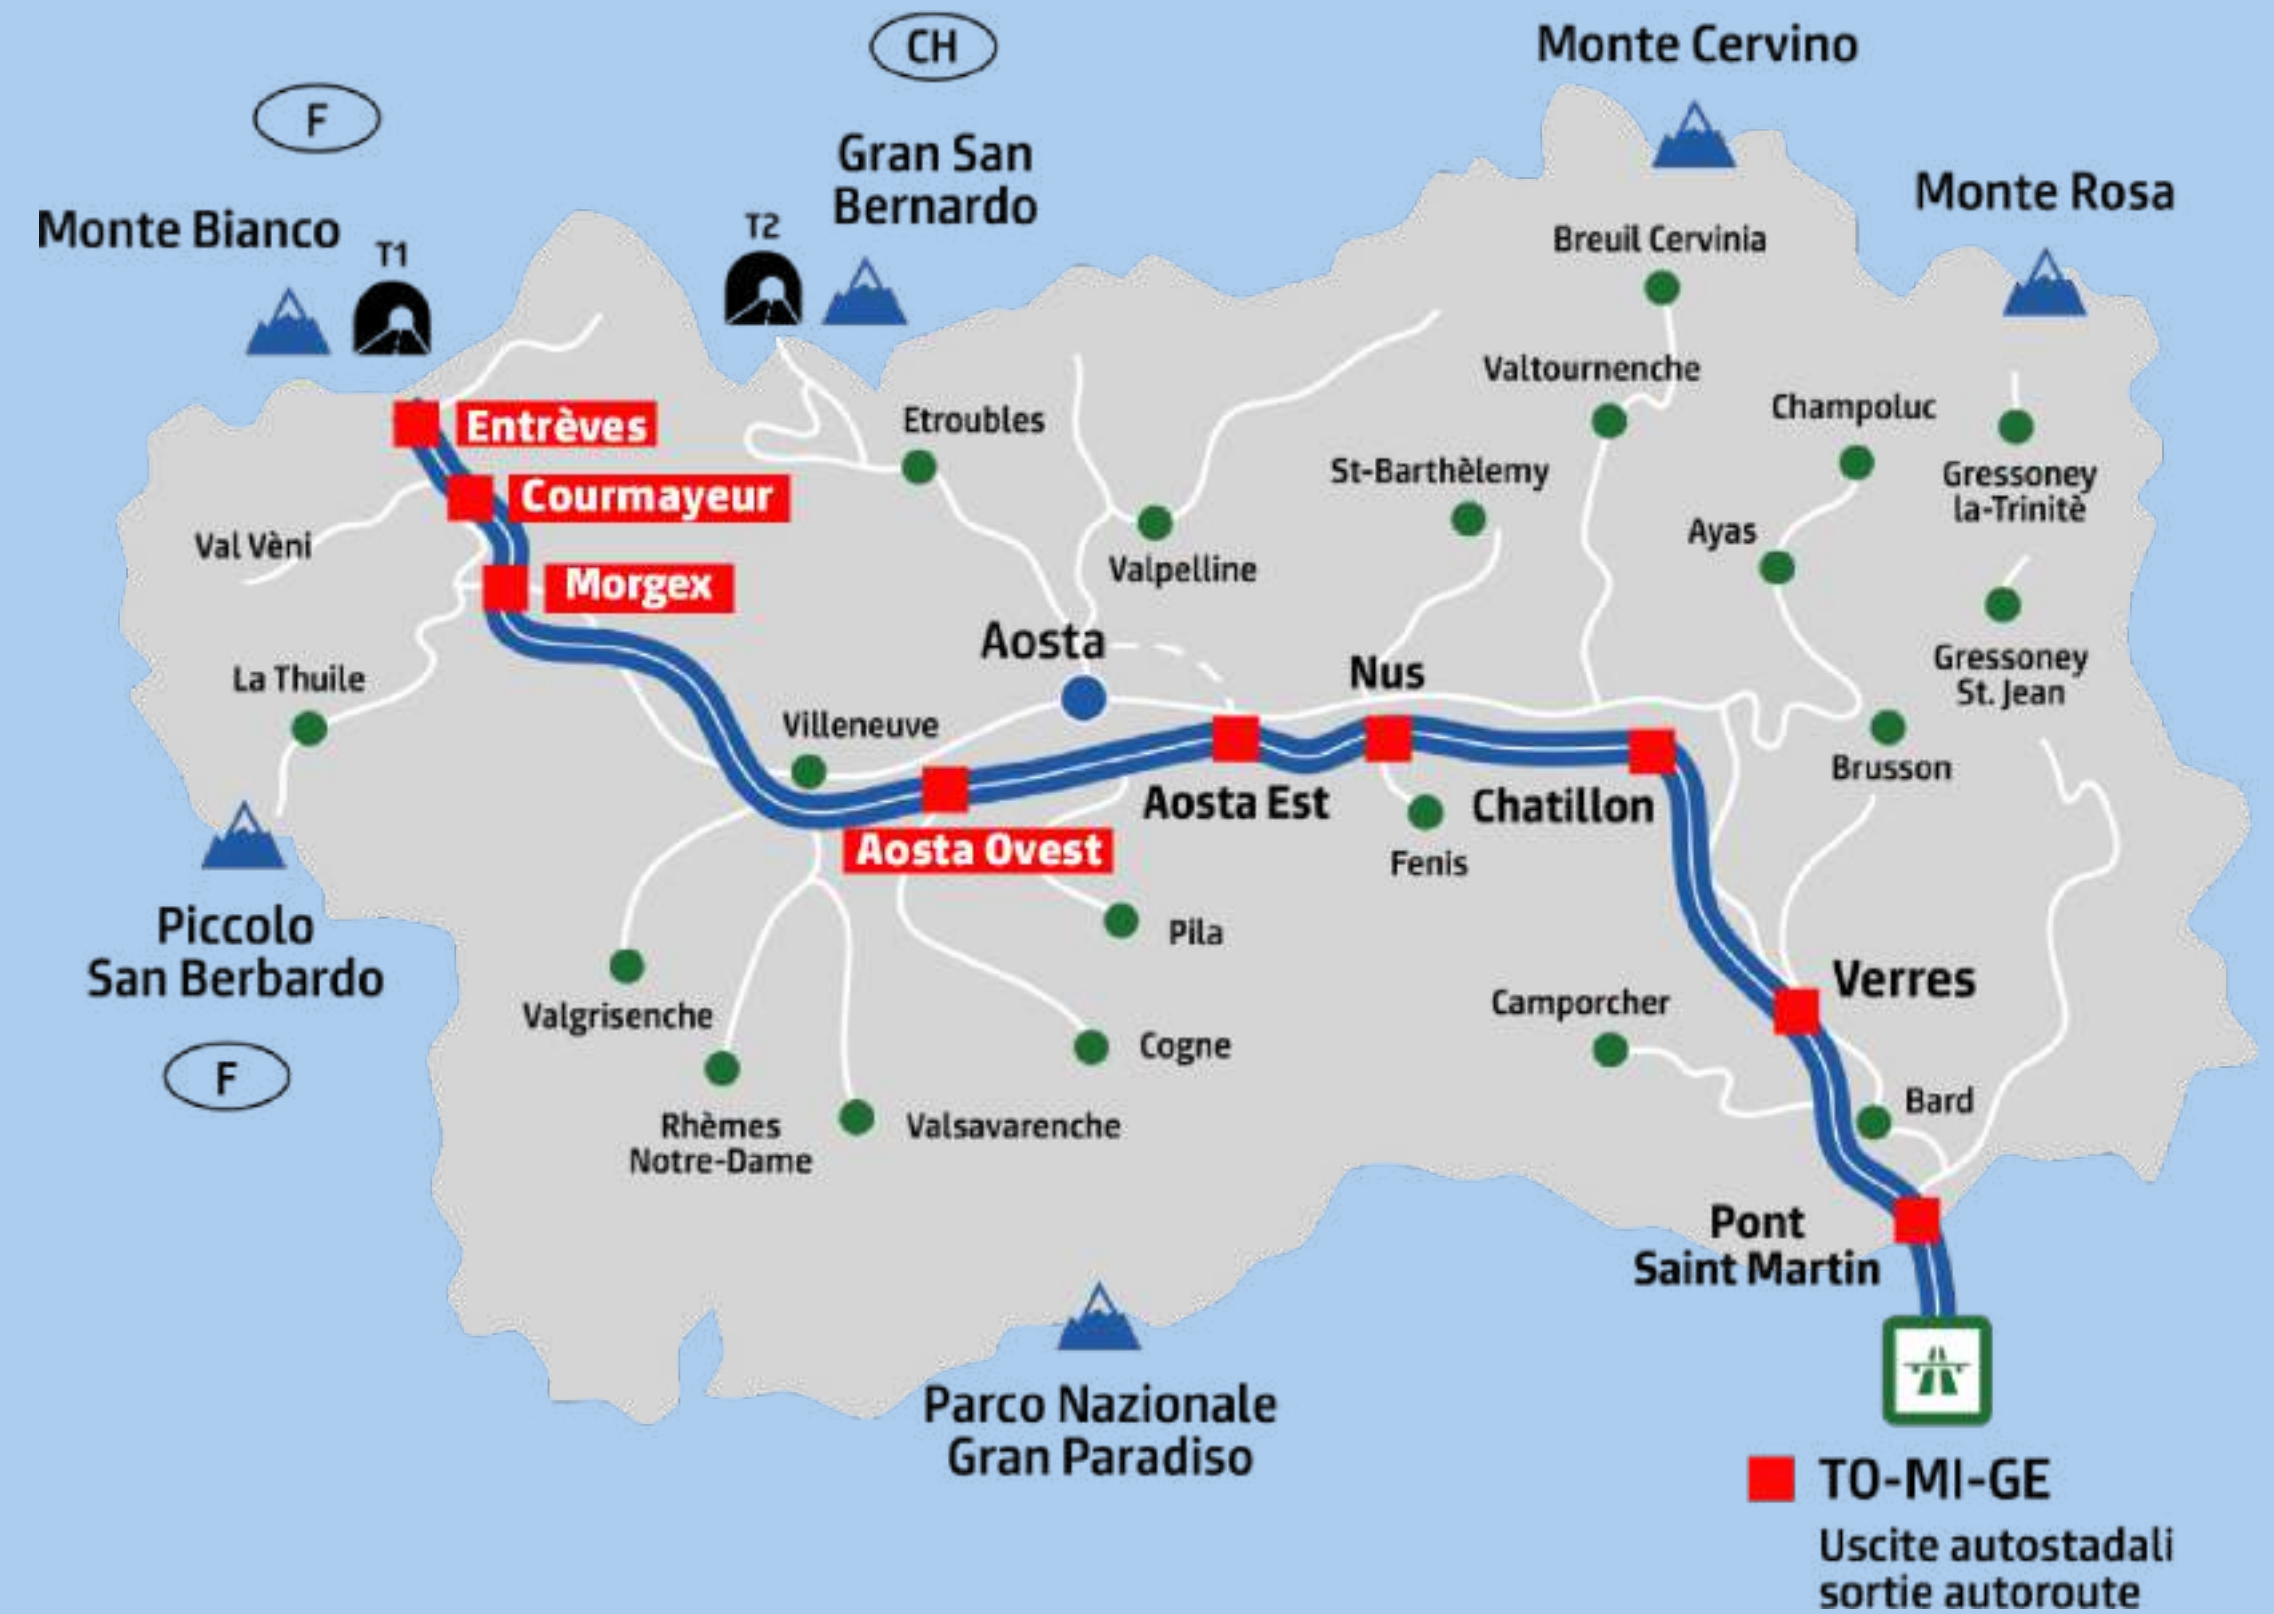 CH
Monte Cervino
F
Gran San
Bernardo
Monte Rosa
Monte Bianco
T1
T2
Breuil Cervinia
Valtournenche
Champoluc
Entrèves
Etroubles
St-Barthèlemy
Gressoney
la-Trinitè
Courmayeur
Ayas
Val Vèni
Valpelline
Morgex
Aosta
Nus
Gressoney
St. Jean
La Thuile
Villeneuve
Brusson
Aosta Est
Chatillon
Aosta Ovest
Fenis
Piccolo
San Berbardo
Pila
Verres
Valgrisenche
Camporcher
Cogne
F
Bard
Rhèmes
Notre-Dame
Valsavarenche
Pont
Saint Martin
Parco Nazionale
Gran Paradiso
TO-MI-GE
Uscite autostadali
sortie autoroute